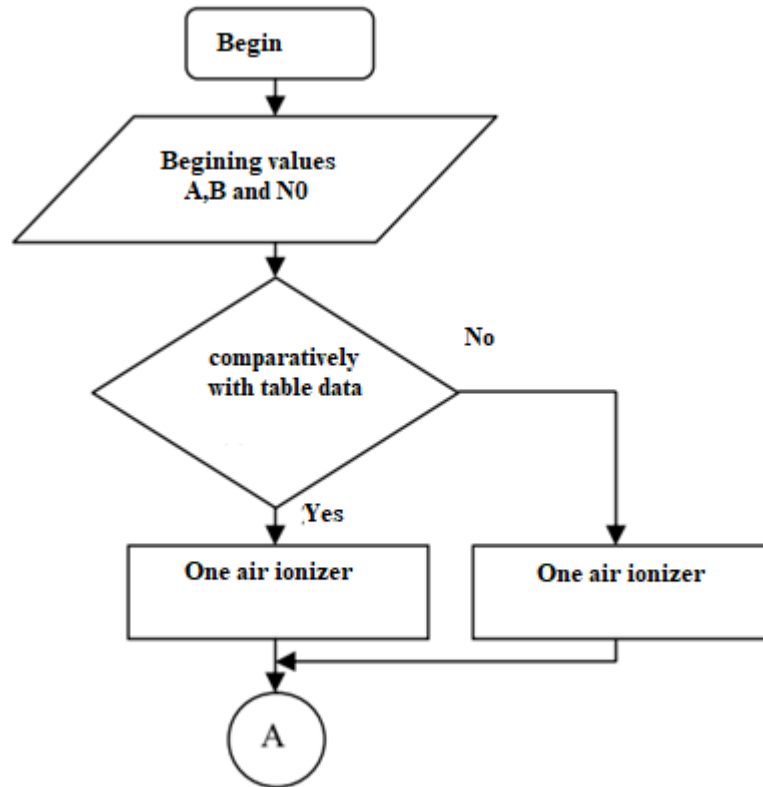 Begin
Begining values
A,B and N0
comparatively
with table data
No
Yes
One air ionizer
One air ionizer
A